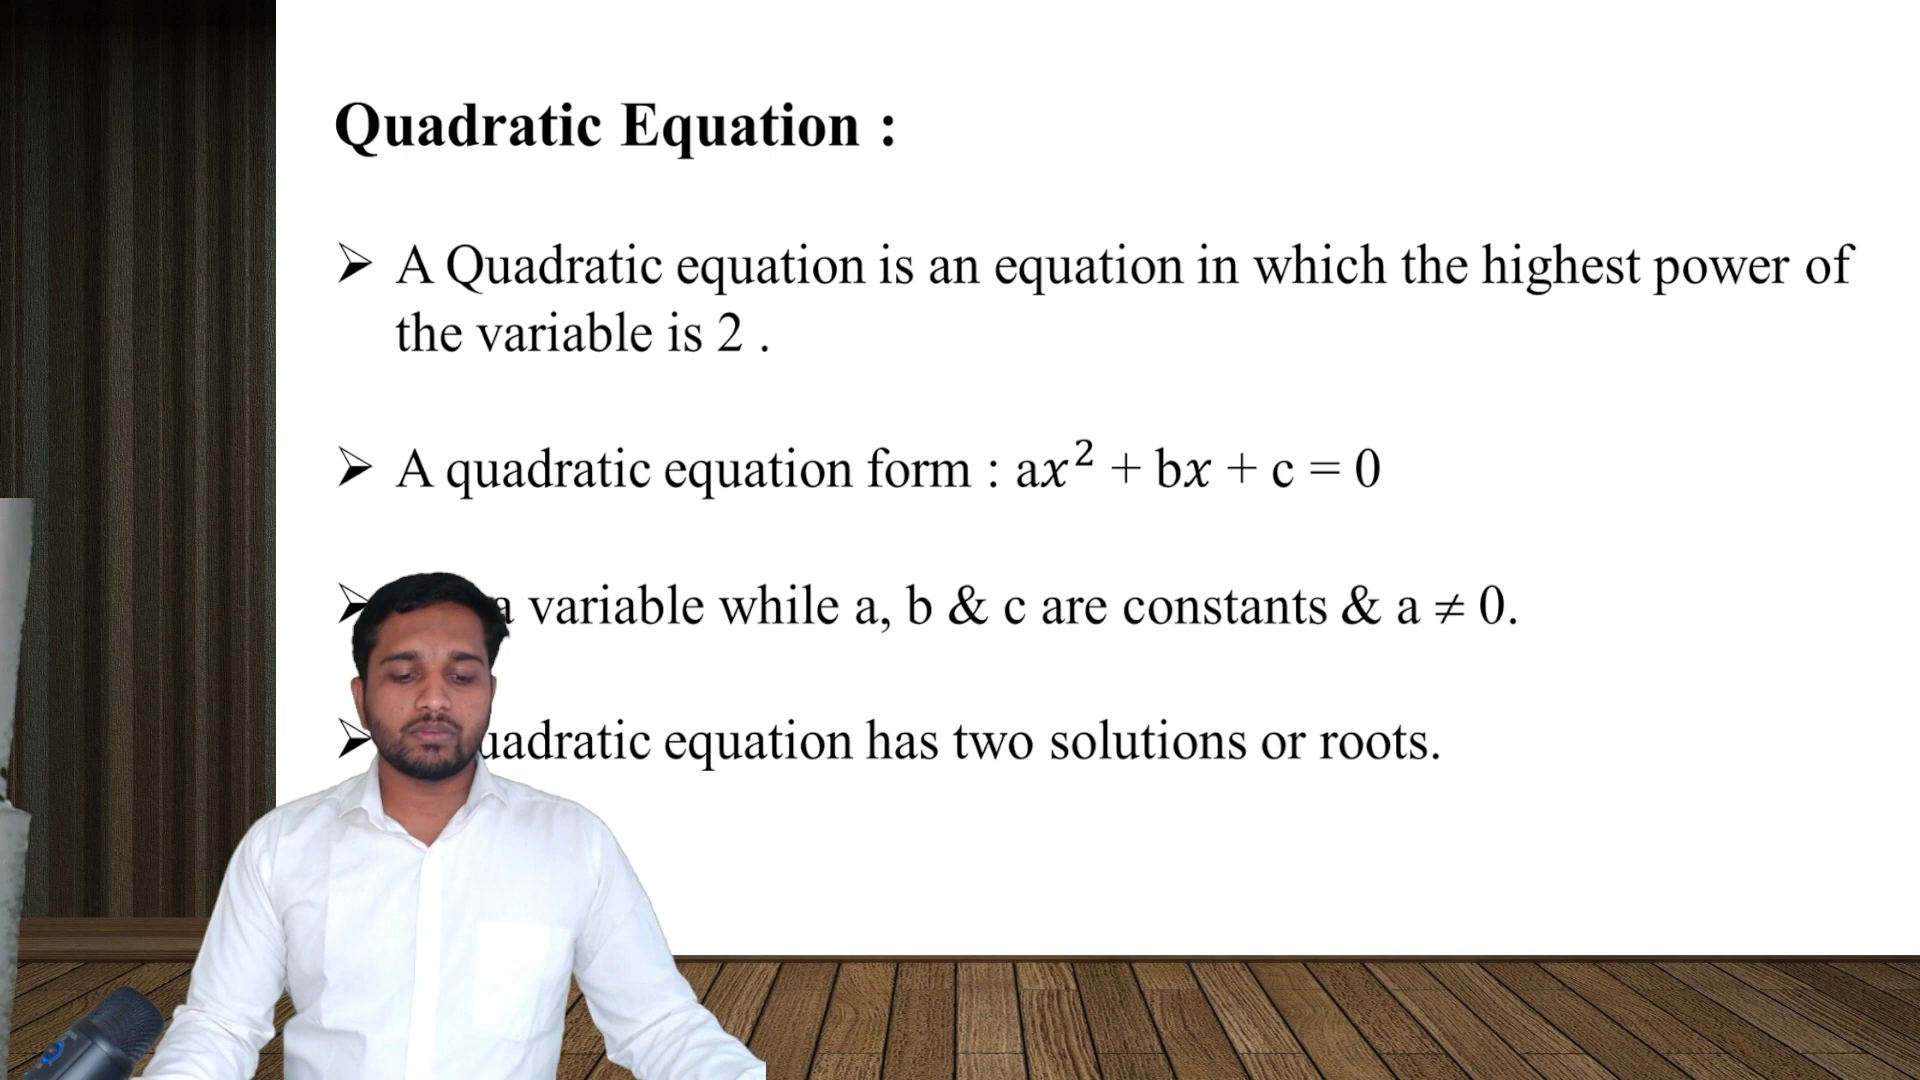 Quadratic Equation :
➢ A Quadratic equation is an equation in which the highest power of
the variable is 2 .
➢ A quadratic equation form : ax² + bx + c = 0
➢ a variable while a, b & c are constants & a ≠ 0.
➢ equation has two solutions or roots.